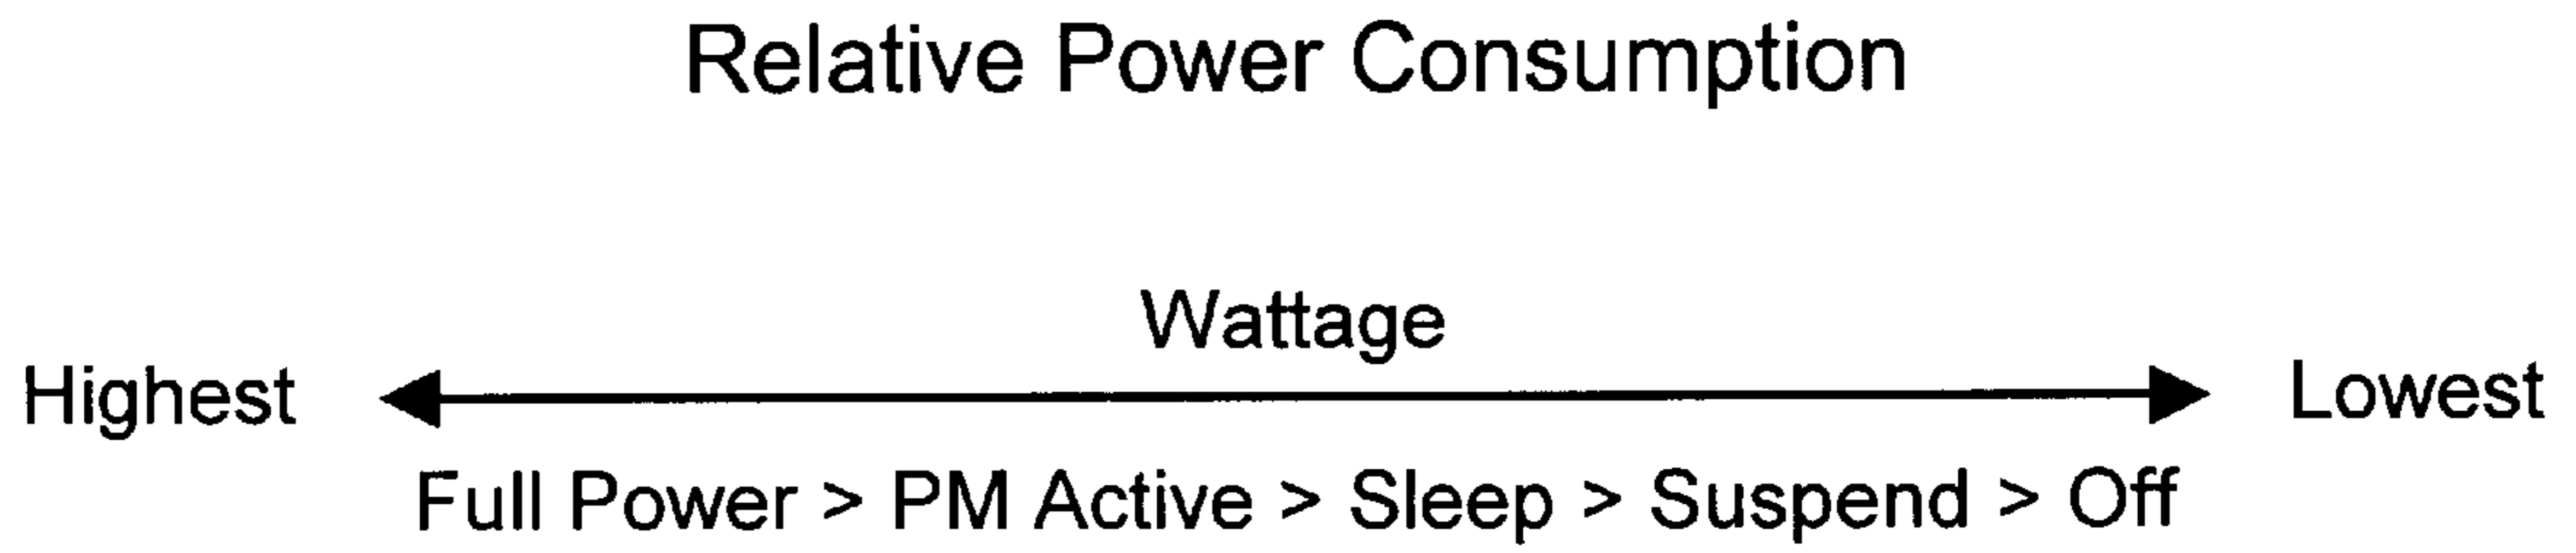 Relative Power Consumption
Wattage
Highest
Lowest
Full Power > PM Active > Sleep > Suspend > Off